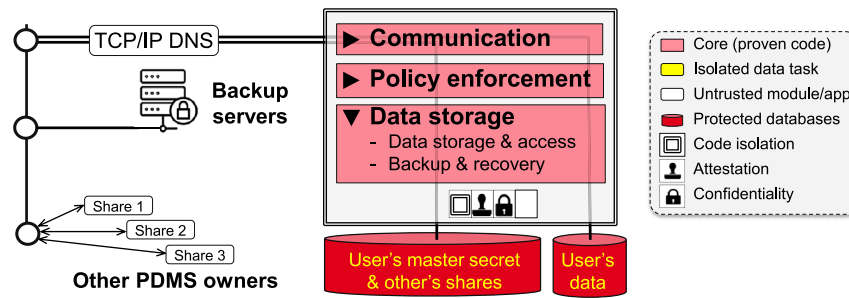 TCP/IP DNS
Backup
servers
Share 1
Share 2
Share 3
Other PDMS owners
► Communication
► Policy enforcement
▼ Data storage
- Data storage & access
- Backup & recovery
User's master secret
& other's shares
User's
data
Core (proven code)
Isolated data task
Untrusted module/app
Protected databases
Code isolation
Attestation
Confidentiality